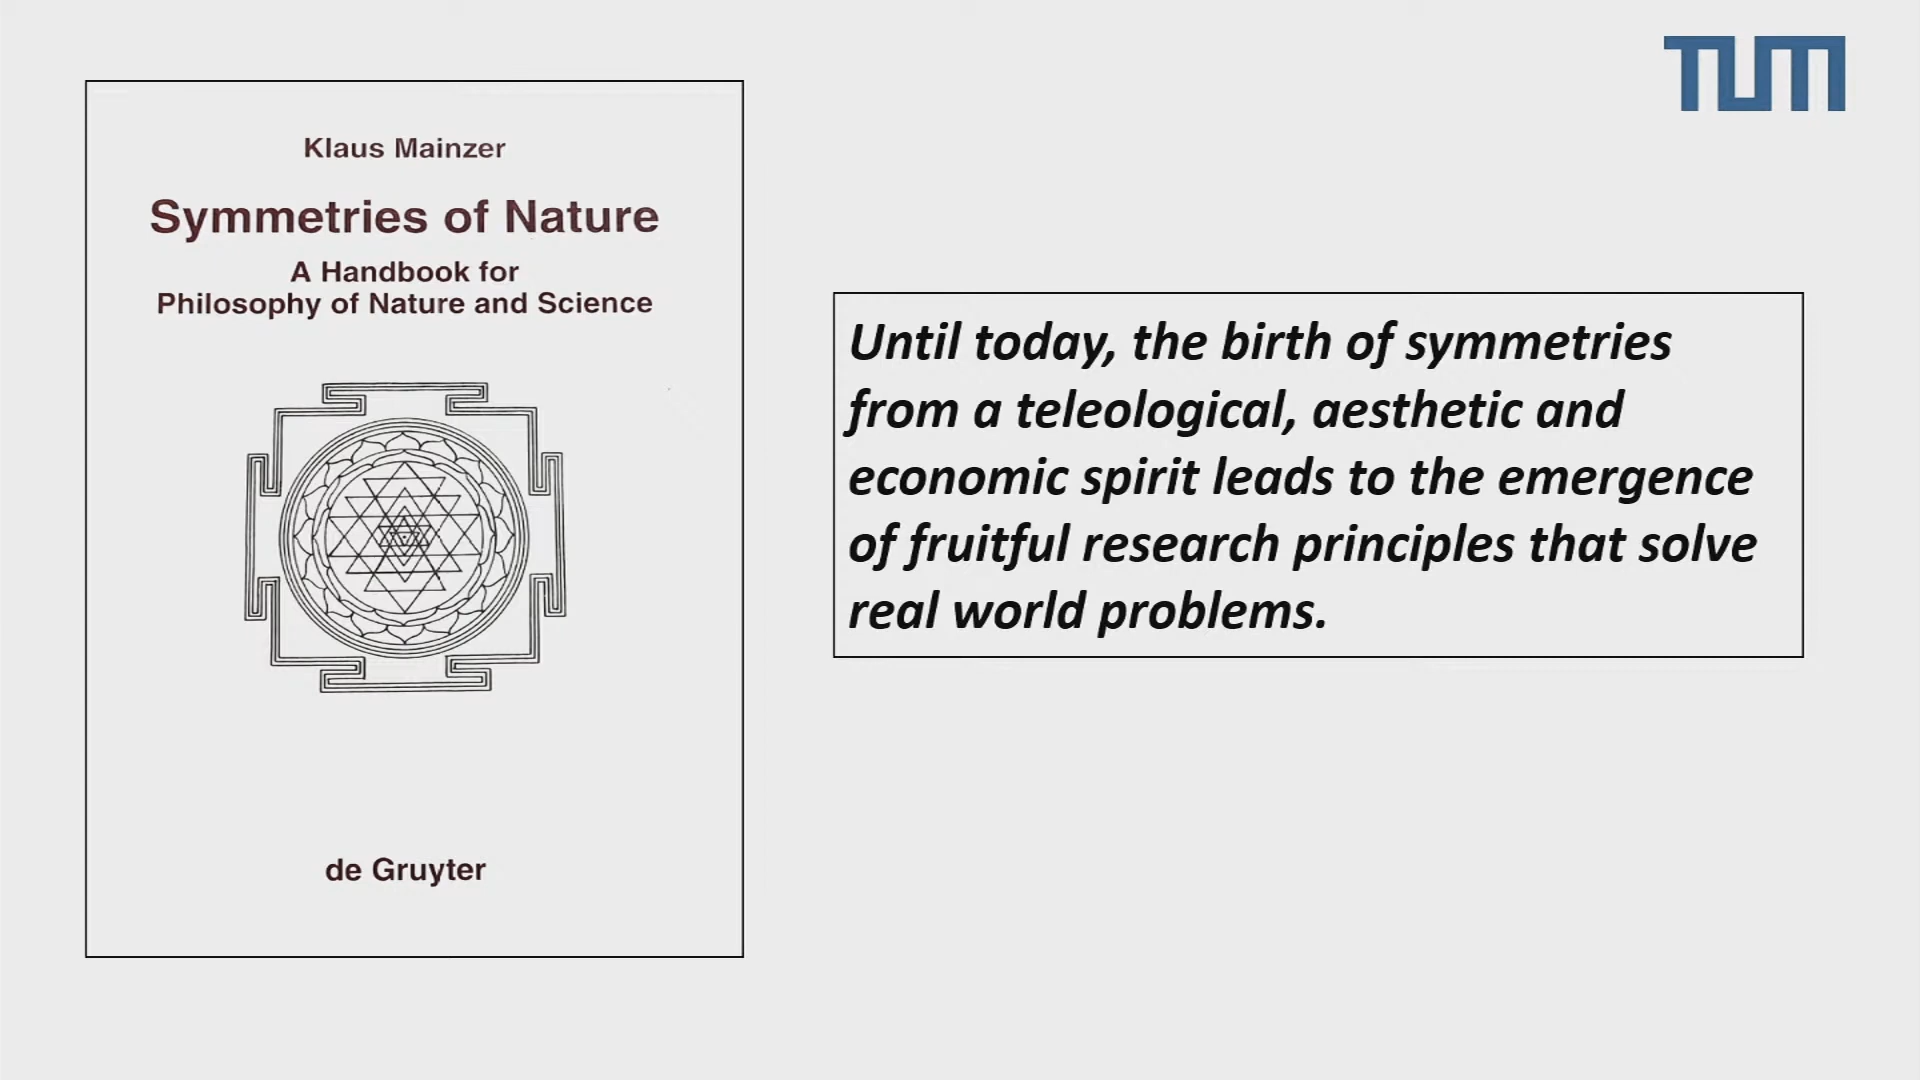 TUM
Klaus Mainzer
Symmetries of Nature
A Handbook for
Philosophy of Nature and Science
de Gruyter
Until today, the birth of symmetries
from a teleological, aesthetic and
economic spirit leads to the emergence
of fruitful research principles that solve
real world problems.